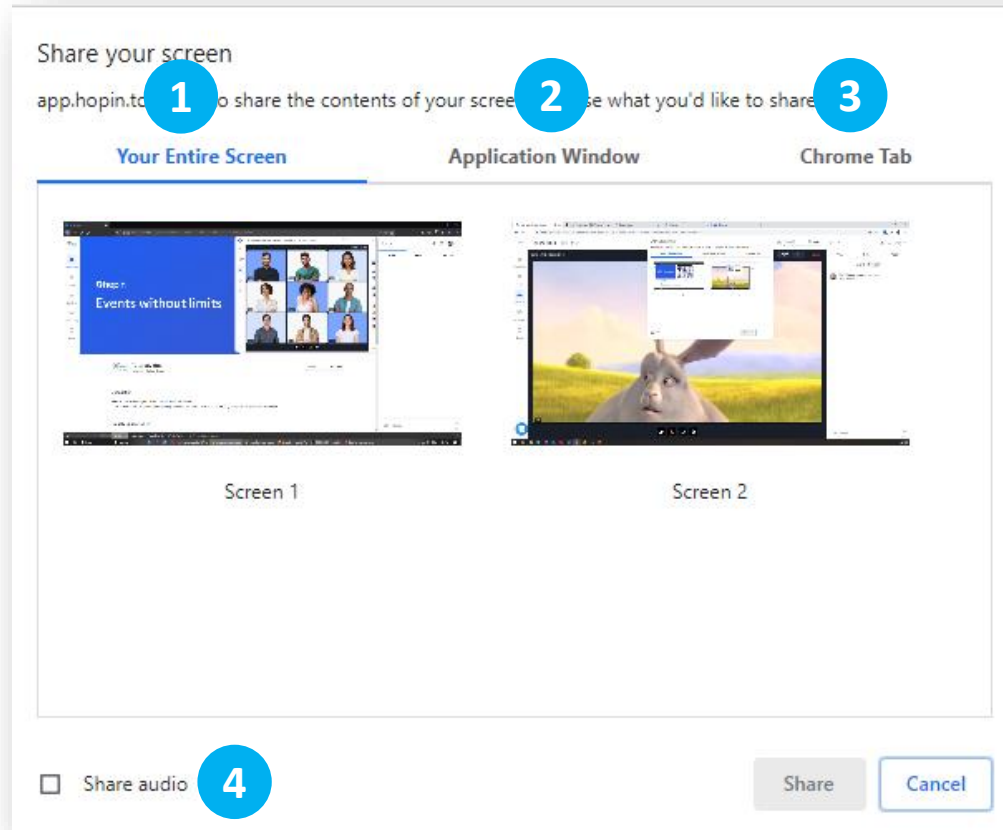 Share your screen
app.hopin.to 1 o share the contents of your scree 2 se what you'd like to share 3
Your Entire Screen Application Window Chrome Tab
Events without limits
Screen 1 Screen 2
Share audio 4 Share Cancel